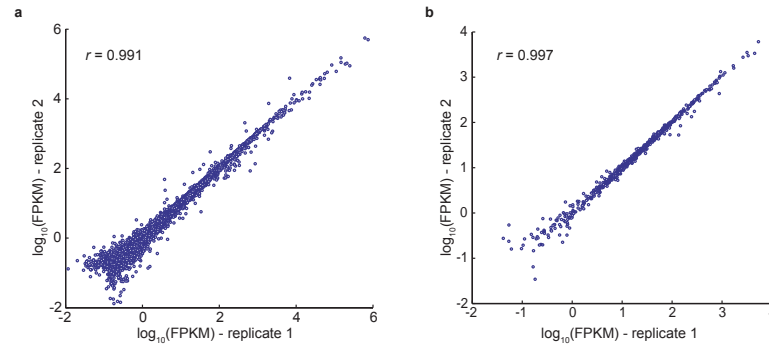 a
r = 0.991
6
4
2
0
-2
log10(FPKM) - replicate 2
-2 0 2 4 6
log10(FPKM) - replicate 1
b
r = 0.997
4
3
2
1
0
-1
-2
log10(FPKM) - replicate 2
-2 -1 0 1 2 3
log10(FPKM) - replicate 1